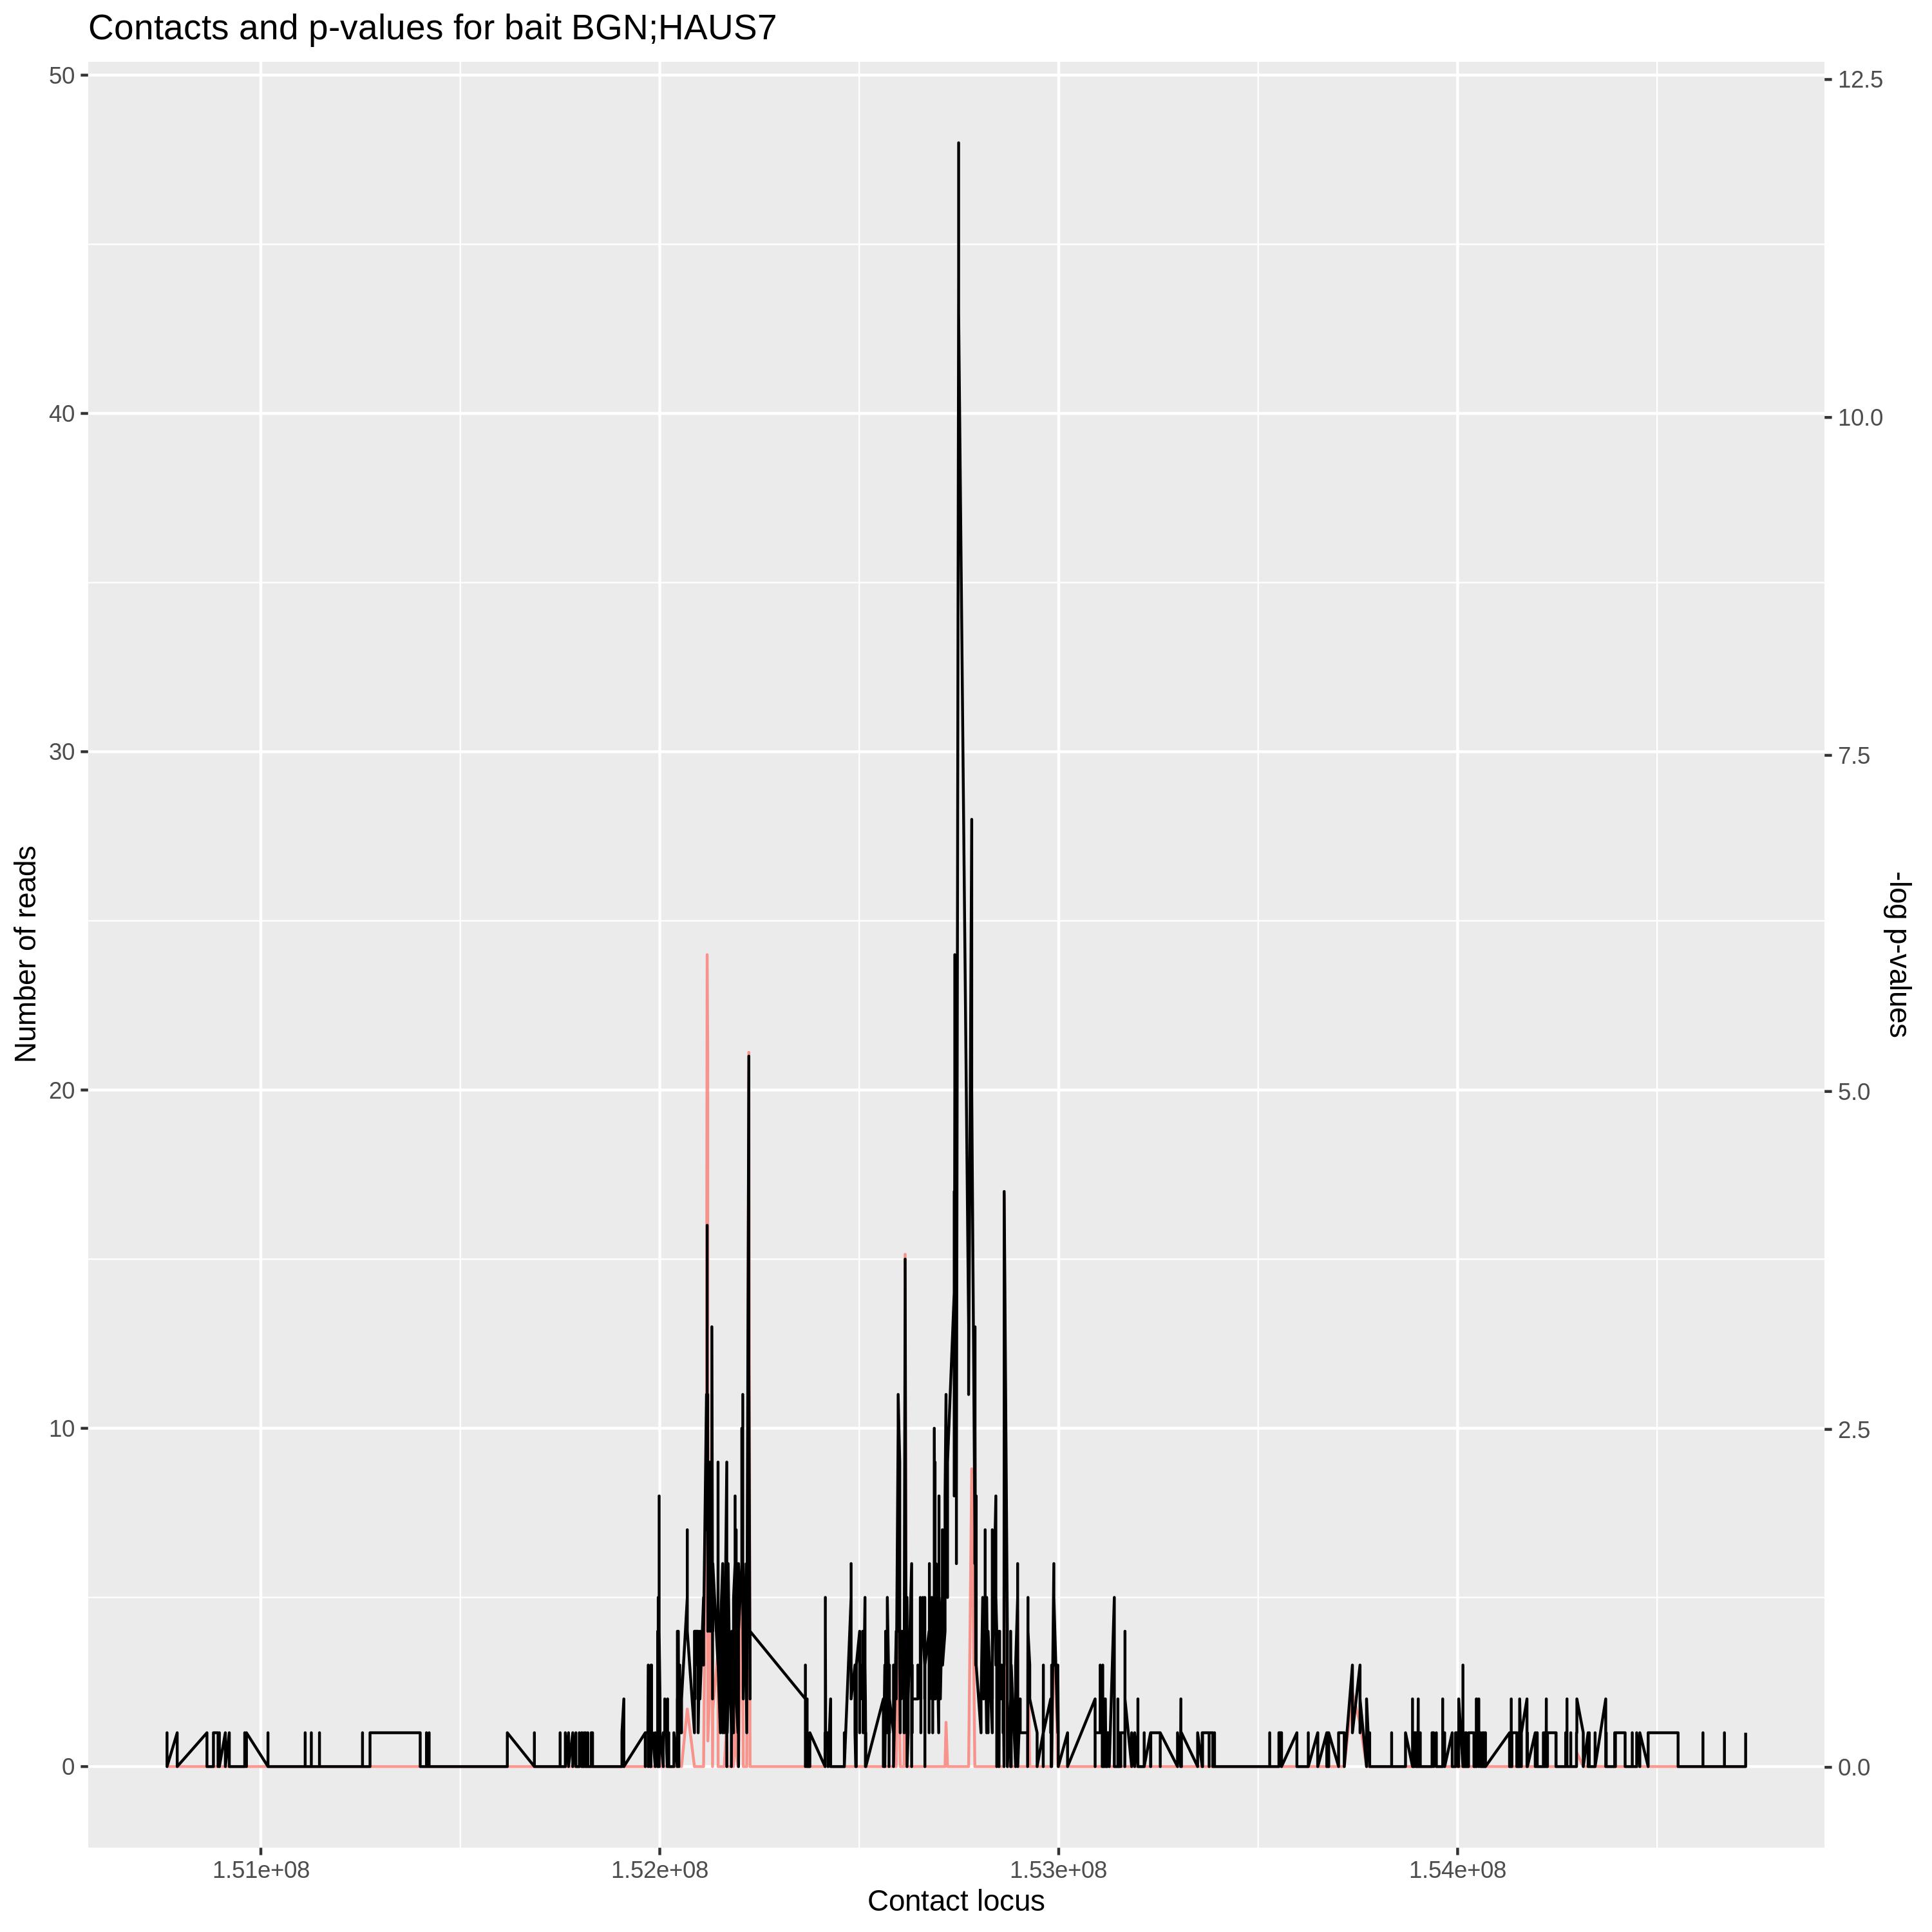 Contacts and p-values for bait BGN;HAUS7
50
40
30
20
10
0
Number of reads
12.5
10.0
7.5
5.0
2.5
0.0
-log p-values
1.51e+08
1.52e+08
1.53e+08
1.54e+08
Contact locus